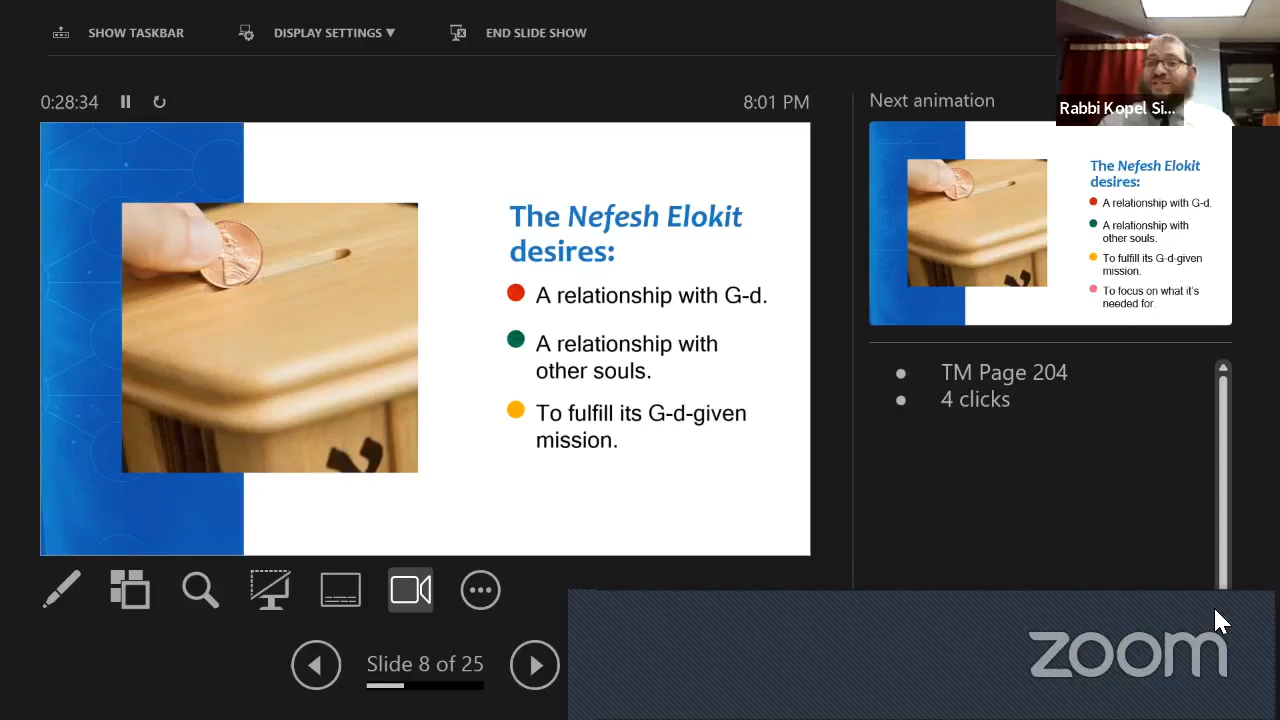 SHOW TASKBAR
DISPLAY SETTINGS ▼
END SLIDE SHOW
0:28:34
8:01 PM
The Nefesh Elokit
desires:
A relationship with G-d.
A relationship with
other souls.
To fulfill its G-d-given
mission.
Slide 8 of 25
Next animation
Rabbi Kopel Si...
The Nefesh Elokit
desires:
A relationship with G-d.
A relationship with
other souls.
To fulfill its G-d-given
mission.
To focus on what it's
needed for.
TM Page 204
4 clicks
zoom